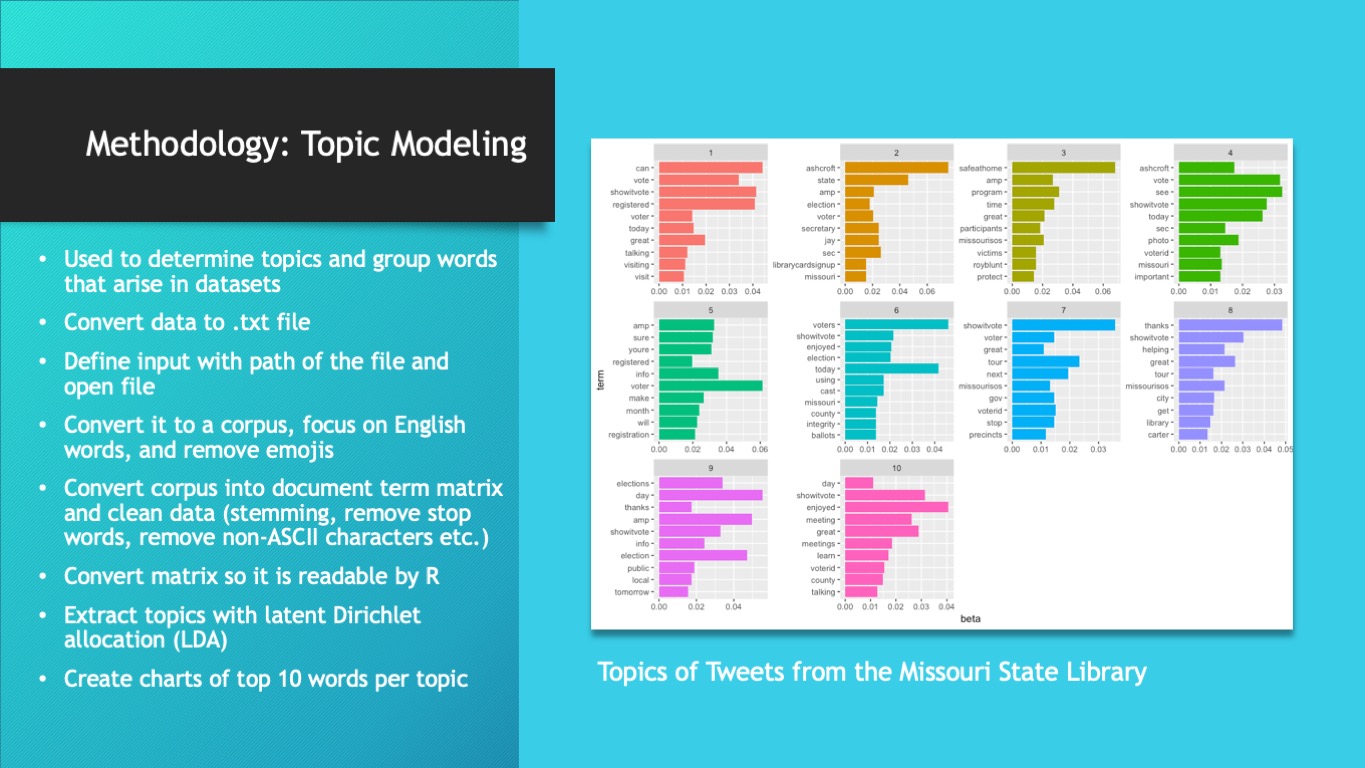 Methodology: Topic Modeling
• Used to determine topics and group words
that arise in datasets
• Convert data to .txt file
• Define input with path of the file and
open file
• Convert it to a corpus, focus on English
words, and remove emojis
• Convert corpus into document term matrix
and clean data (stemming, remove stop
words, remove non-ASCII characters etc.)
• Convert matrix so it is readable by R
• Extract topics with latent Dirichlet
allocation (LDA)
• Create charts of top 10 words per topic
term
1
can
vote
showitvote
registered
voter
today
great
talking
visiting
visit
0.00 0.01 0.02 0.03 0.04
2
ashcroft
state
amp
election
voter
secretary
jay
sec
librarycardsignup
missouri
0.00 0.02 0.04 0.06
3
safeathome
amp
program
time
great
participants
missourisos
victims
royblunt
protect
0.00 0.02 0.04 0.06
4
ashcroft
vote
see
showitvote
today
sec
photo
voterid
missouri
important
0.00 0.01 0.02 0.03
5
amp
sure
youre
registered
info
voter
make
month
will
registration
0.00 0.02 0.04 0.06
6
voters
showitvote
enjoyed
election
today
using
cast
missouri
county
integrity
ballots
0.00 0.01 0.02 0.03 0.04
7
showitvote
voter
great
tour
next
missourisos
gov
voterid
stop
precincts
0.00 0.01 0.02 0.03
8
thanks
showitvote
helping
great
tour
missourisos
city
get
library
carter
0.00 0.01 0.02 0.03 0.04 0.05
9
elections
day
thanks
amp
showitvote
info
election
public
local
tomorrow
0.00 0.02 0.04
10
day
showitvote
enjoyed
meeting
great
meetings
learn
voterid
county
talking
0.00 0.01 0.02 0.03 0.04
beta
Topics of Tweets from the Missouri State Library